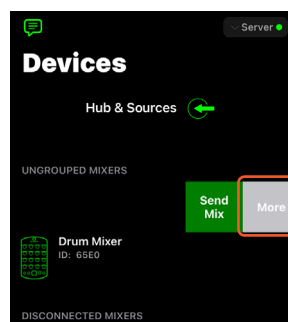 Server
Devices
Hub & Sources
UNGROUPED MIXERS
Send
Mix
More
Drum Mixer
ID: 65E0
DISCONNECTED MIXERS